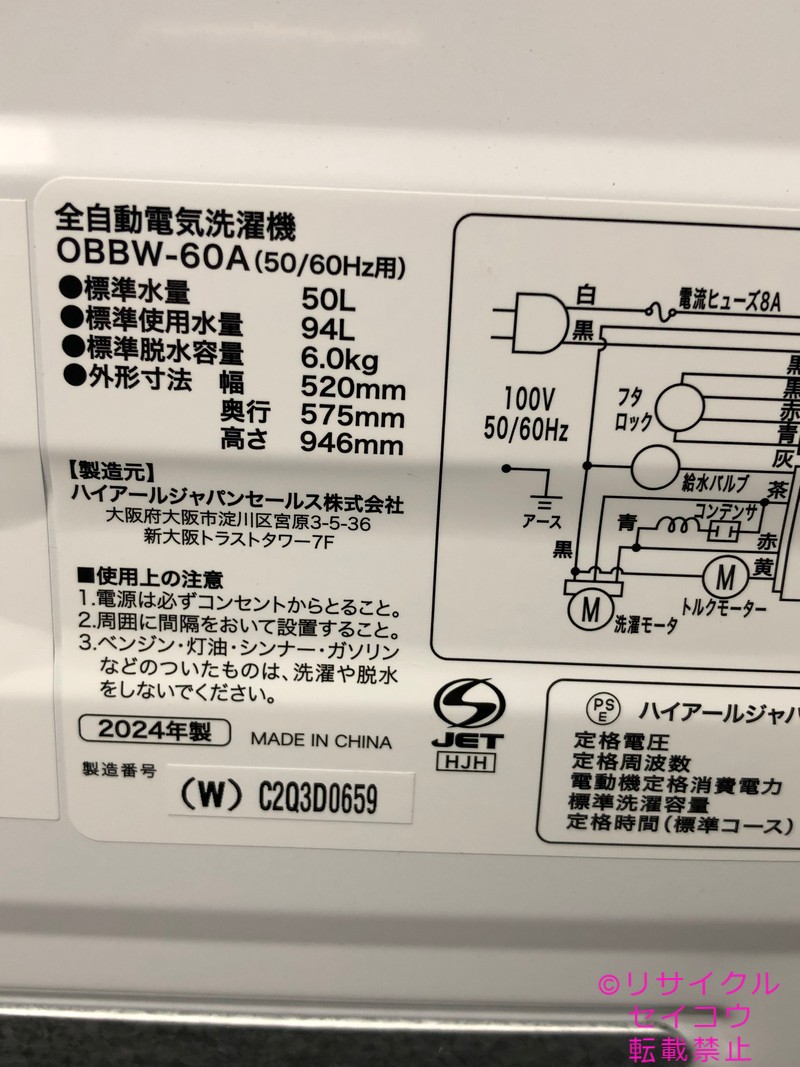 全自動電気洗濯機
OBBW-60A(50/60Hz用)
●標準水量 50L
●標準使用水量 94L
●標準脱水容量 6.0kg
●外形寸法 幅 520mm
奥行 575mm
高さ 946mm
【製造元】
ハイアールジャパンセールス株式会社
大阪府大阪市淀川区宮原3-5-36
新大阪トラストタワー7F
■使用上の注意
1.電源は必ずコンセントからとること。
2.周囲に間隔をおいて設置すること。
3.ベンジン・灯油・シンナー・ガソリン
などのついたものは、洗濯や脱水
をしないでください。
2024年製 MADE IN CHINA
製造番号 (W) C2Q3D0659
白
電流ヒューズ8A
黒
100V
50/60Hz
フタ
ロック
黒
黒
赤
青
灰
給水バルブ
茶
アース
コンデンサ
青
赤
黒
黄
M
トルクモーター
M
洗濯モータ
JET
HJH
PS
E
ハイアールジャパ
定格電圧
定格周波数
電動機定格消費電力
標準洗濯容量
定格時間(標準コース)
©リサイクル
セイコウ
転載禁止